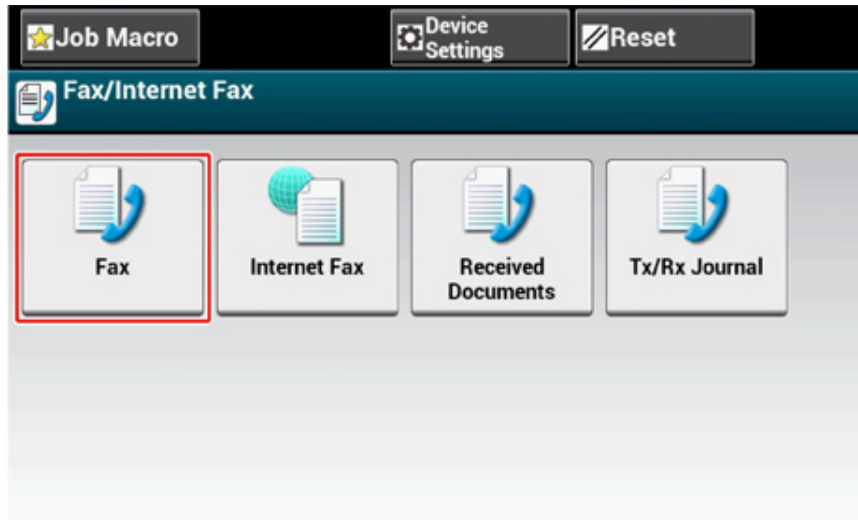 Job Macro
Device
Settings
Reset
Fax/Internet Fax
Fax
Internet Fax
Received
Documents
Tx/Rx Journal